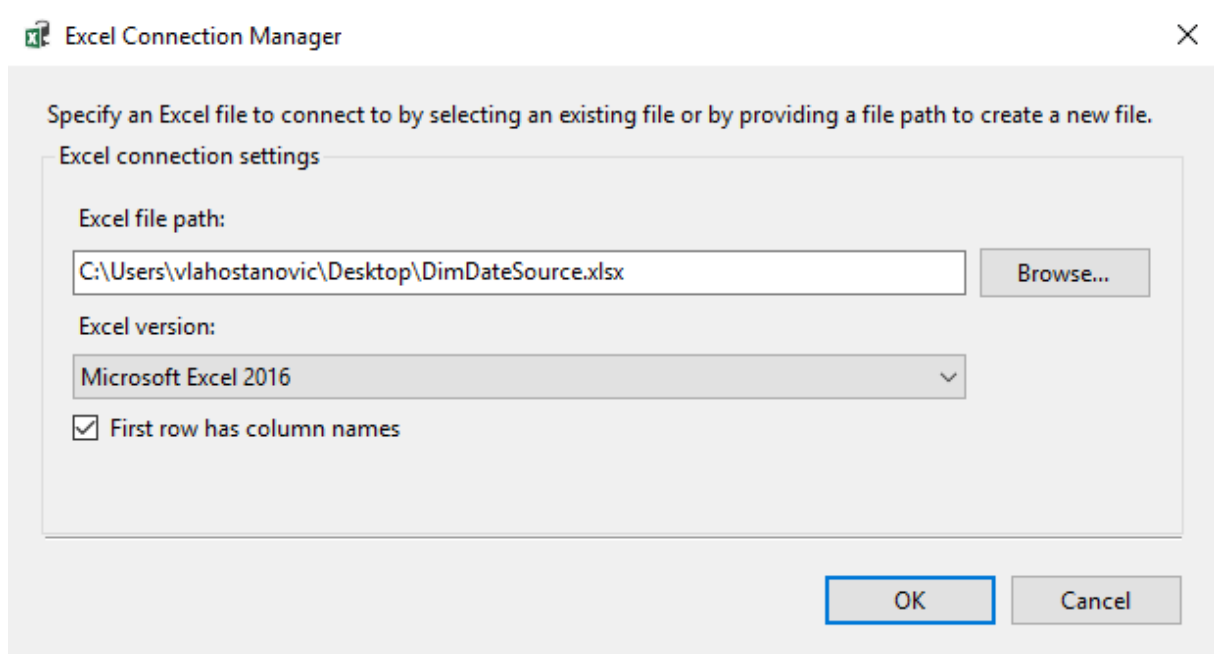 Excel Connection Manager
Specify an Excel file to connect to by selecting an existing file or by providing a file path to create a new file.
Excel connection settings
Excel file path:
C:\Users\vlahostanovic\Desktop\DimDateSource.xlsx
Browse...
Excel version:
Microsoft Excel 2016
First row has column names
OK
Cancel